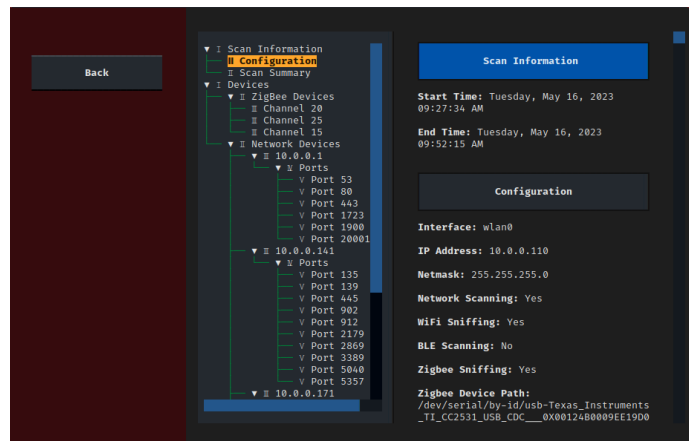 Back
▼ I Scan Information
II Configuration
II Scan Summary
▼ I Devices
▼ II ZigBee Devices
II Channel 20
II Channel 25
II Channel 15
▼ II Network Devices
▼ III 10.0.0.1
▼ IV Ports
V Port 53
V Port 80
V Port 443
V Port 1723
V Port 1900
V Port 20001
▼ III 10.0.0.141
▼ IV Ports
V Port 135
V Port 139
V Port 445
V Port 902
V Port 912
V Port 2179
V Port 2869
V Port 3389
V Port 5040
V Port 5357
▼ III 10.0.0.171
Scan Information
Start Time: Tuesday, May 16, 2023
09:27:34 AM
End Time: Tuesday, May 16, 2023
09:52:15 AM
Configuration
Interface: wlan0
IP Address: 10.0.0.110
Netmask: 255.255.255.0
Network Scanning: Yes
WiFi Sniffing: Yes
BLE Scanning: No
Zigbee Sniffing: Yes
Zigbee Device Path:
/dev/serial/by-id/usb-Texas_Instruments
_TI_CC2531_USB_CDC___0X00124B0009EE19D0